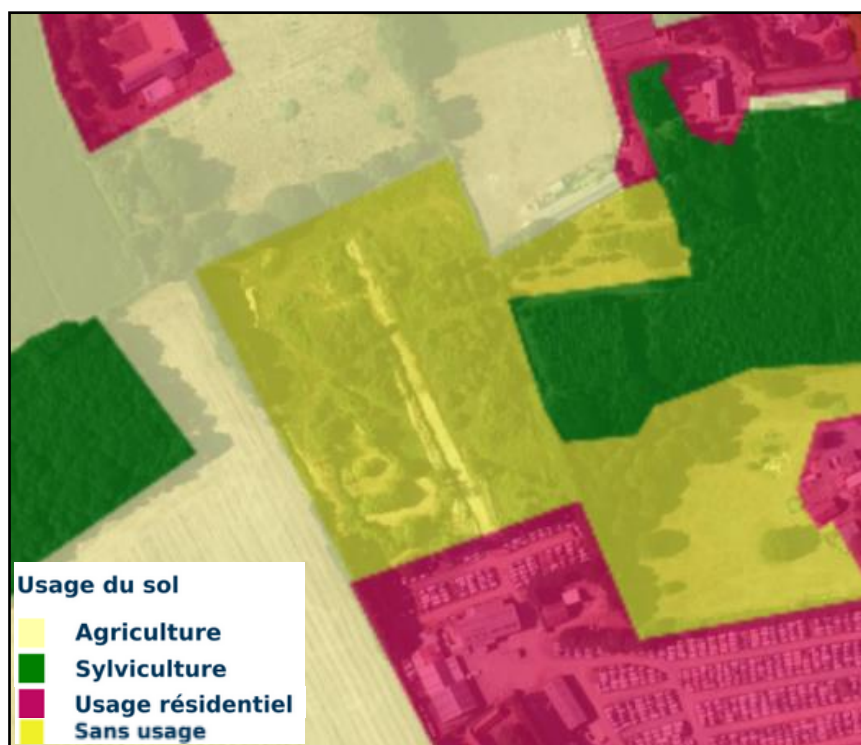 Usage du sol
Agriculture
Sylviculture
Usage résidentiel
Sans usage